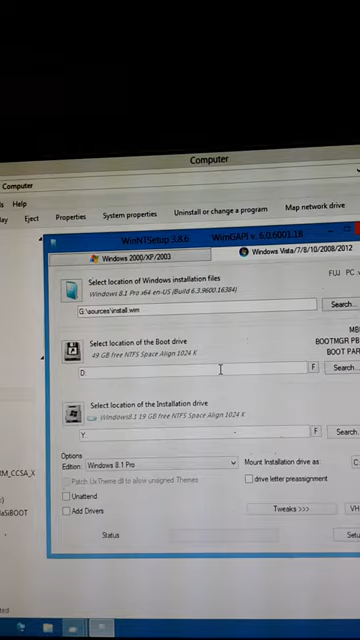 Computer
Computer
Help
Eject Properties System properties Uninstall or change a program Map network drive
WinNTSetup 3.8.6 WimGAPI v. 6.0.6001.18
Windows 2000/XP/2003 Windows Vista/7/8/10/2008/2012
Select location of Windows installation files
FUJ PC
Windows 8.1 Pro x64 en-US (Build 6.3.9600.16384)
G:\sources\install.wim
Search...
Select location of the Boot drive
BOOTMGR PB
49 GB free NTFS Space Align 1024 K
BOOT PAR
D:
F
Search...
Select location of the Installation drive
Windows8.1 19 GB free NTFS Space Align 1024 K
Y:
F
Search...
Options
Edition: Windows 8.1 Pro
Mount Installation drive as:
Patch UxTheme.dll to allow unsigned Themes
drive letter preassignment
Unattend
Add Drivers
Tweaks >>>
VH
Status
Setu
RM_CCSA_X
aSiBOOT